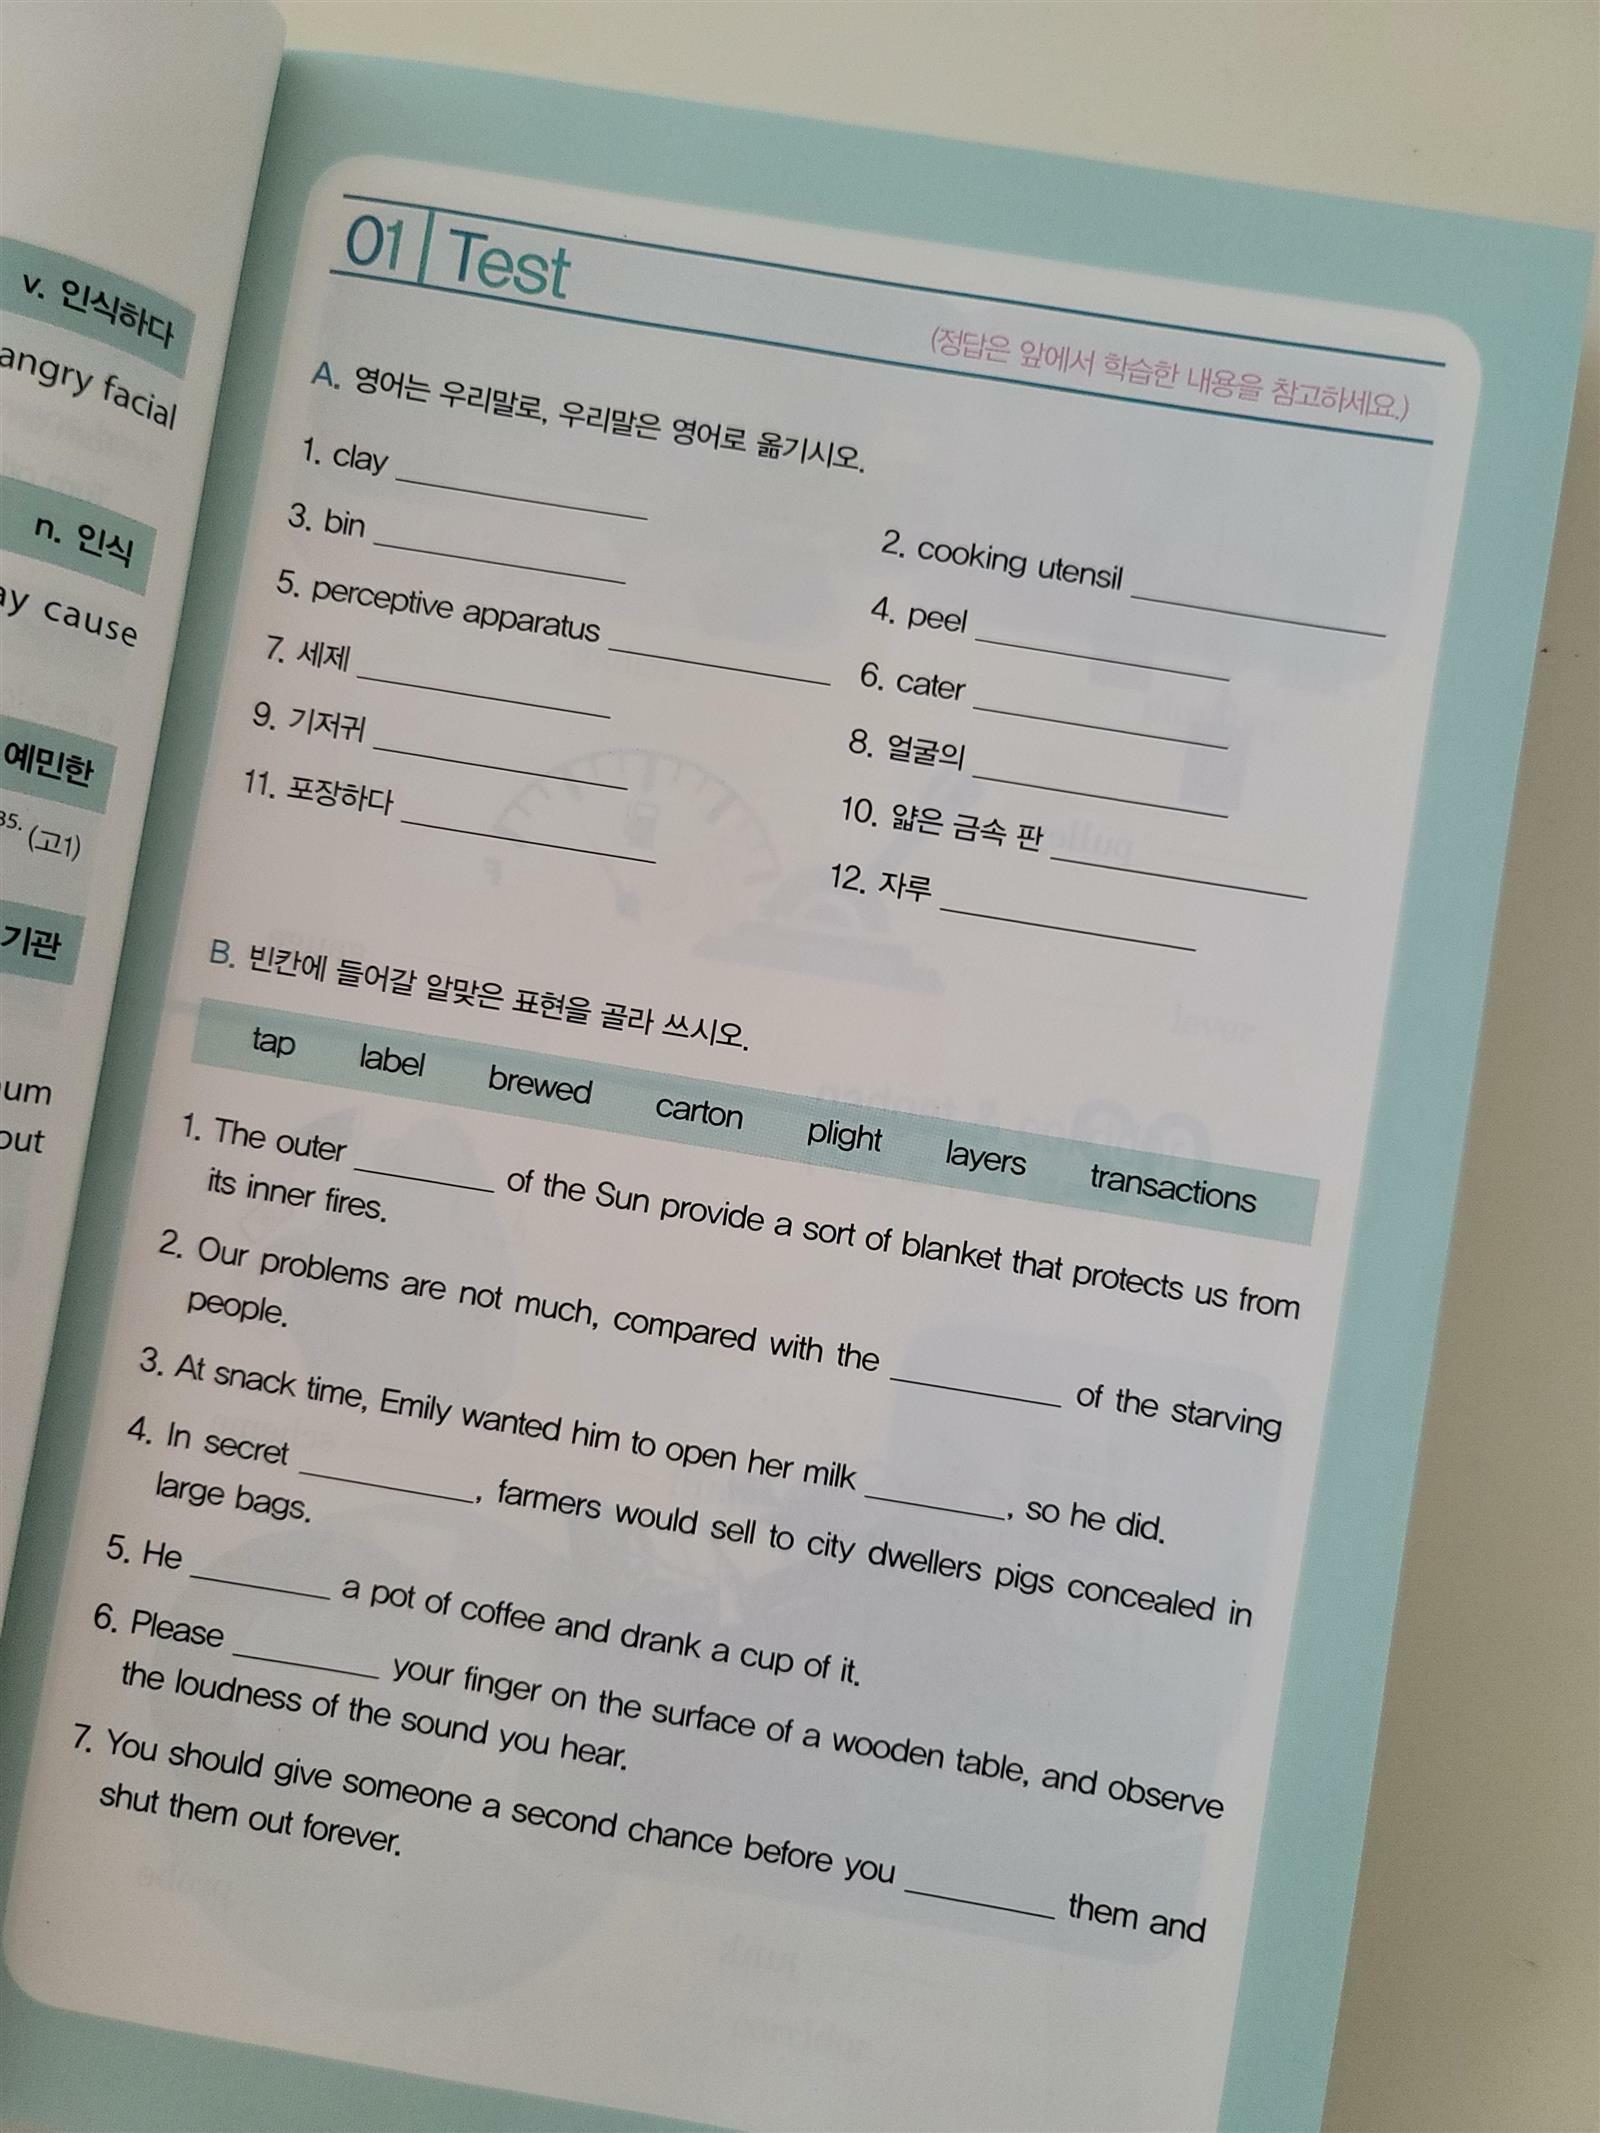 v. 인식하다
angry facial
n. 인식
ay cause
예민한
35. (고1)
기관
um
out
01 Test
(정답은 앞에서 학습한 내용을 참고하세요.)
A. 영어는 우리말로, 우리말은 영어로 옮기시오.
1. clay
2. cooking utensil
3. bin
4. peel
5. perceptive apparatus
6. cater
7. 세제
8. 얼굴의
9. 기저귀
10. 얇은 금속 판
11. 포장하다
12. 자루
B. 빈칸에 들어갈 알맞은 표현을 골라 쓰시오.
tap label brewed carton plight layers transactions
1. The outer ________ of the Sun provide a sort of blanket that protects us from
its inner fires.
2. Our problems are not much, compared with the ________ of the starving
people.
3. At snack time, Emily wanted him to open her milk ________, so he did.
4. In secret ________, farmers would sell to city dwellers pigs concealed in
large bags.
5. He ________ a pot of coffee and drank a cup of it.
6. Please ________ your finger on the surface of a wooden table, and observe
the loudness of the sound you hear.
7. You should give someone a second chance before you ________ them and
shut them out forever.